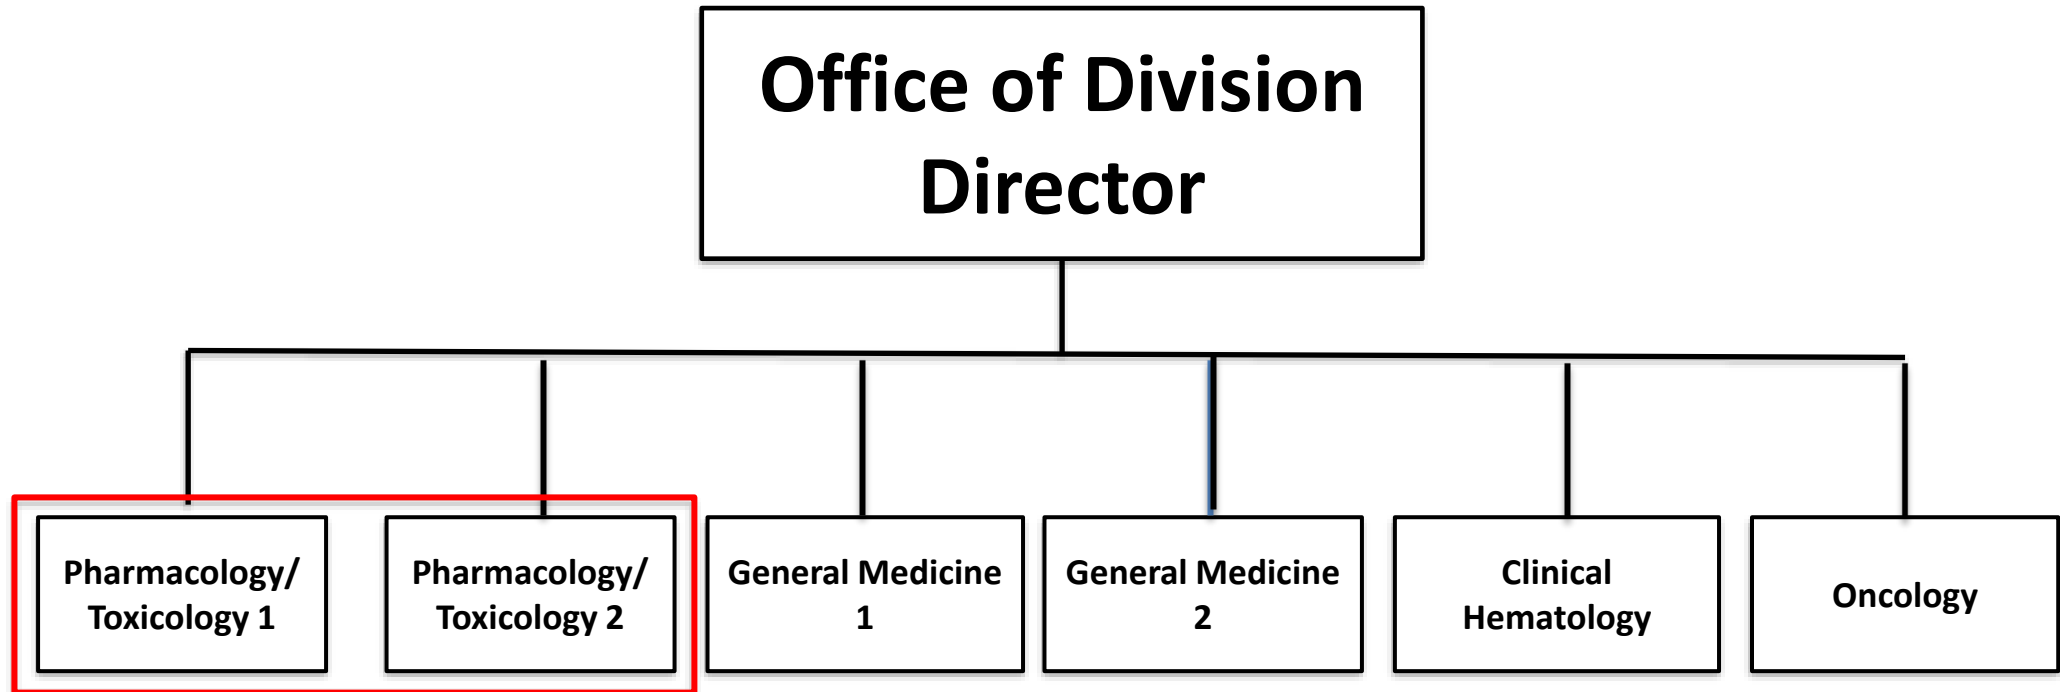 Office of Division
Director
Pharmacology/
Toxicology 1
Pharmacology/
Toxicology 2
General Medicine
1
General Medicine
2
Clinical
Hematology
Oncology